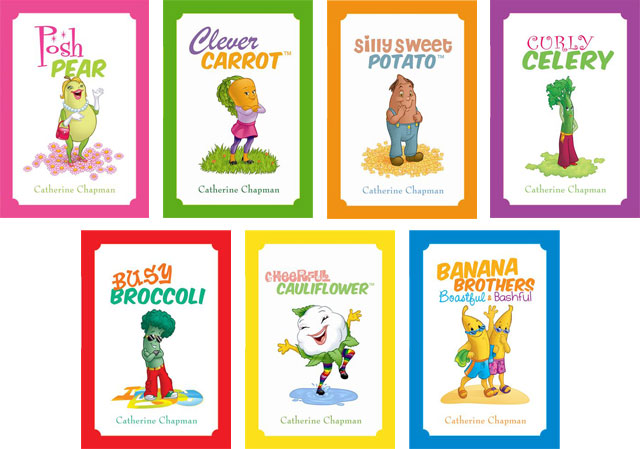 Posh
PEAR
Catherine Chapman
Clever
CARROT™
Catherine Chapman
Silly Sweet
POTATO™
Catherine Chapman
CURLY
CELERY
Catherine Chapman
BUSY
BROCCOLI
Catherine Chapman
CHEERFUL
CAULIFLOWER™
Catherine Chapman
BANANA
BROTHERS
Boastful & Bashful
Catherine Chapman